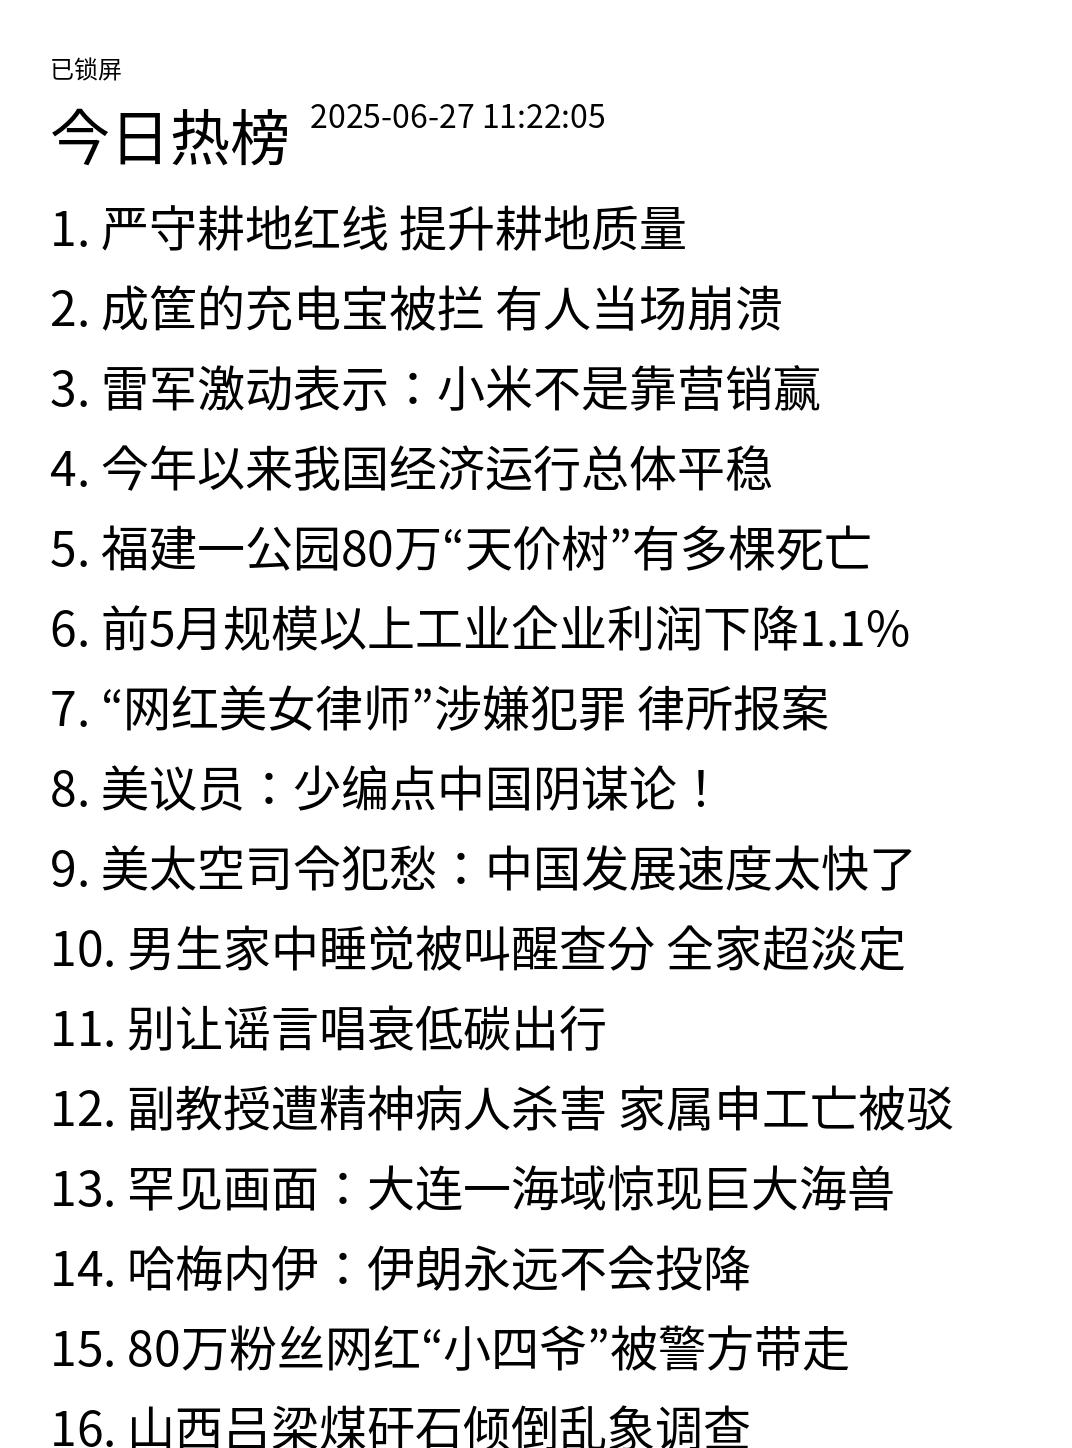 已锁屏
今日热榜 2025-06-27 11:22:05
1. 严守耕地红线 提升耕地质量
2. 成筐的充电宝被拦 有人当场崩溃
3. 雷军激动表示：小米不是靠营销赢
4. 今年以来我国经济运行总体平稳
5. 福建一公园80万“天价树”有多棵死亡
6. 前5月规模以上工业企业利润下降1.1%
7. “网红美女律师”涉嫌犯罪 律所报案
8. 美议员：少编点中国阴谋论！
9. 美太空司令犯愁：中国发展速度太快了
10. 男生家中睡觉被叫醒查分 全家超淡定
11. 别让谣言唱衰低碳出行
12. 副教授遭精神病人杀害 家属申工亡被驳
13. 罕见画面：大连一海域惊现巨大海兽
14. 哈梅内伊：伊朗永远不会投降
15. 80万粉丝网红“小四爷”被警方带走
16. 山西吕梁煤矸石倾倒乱象调查